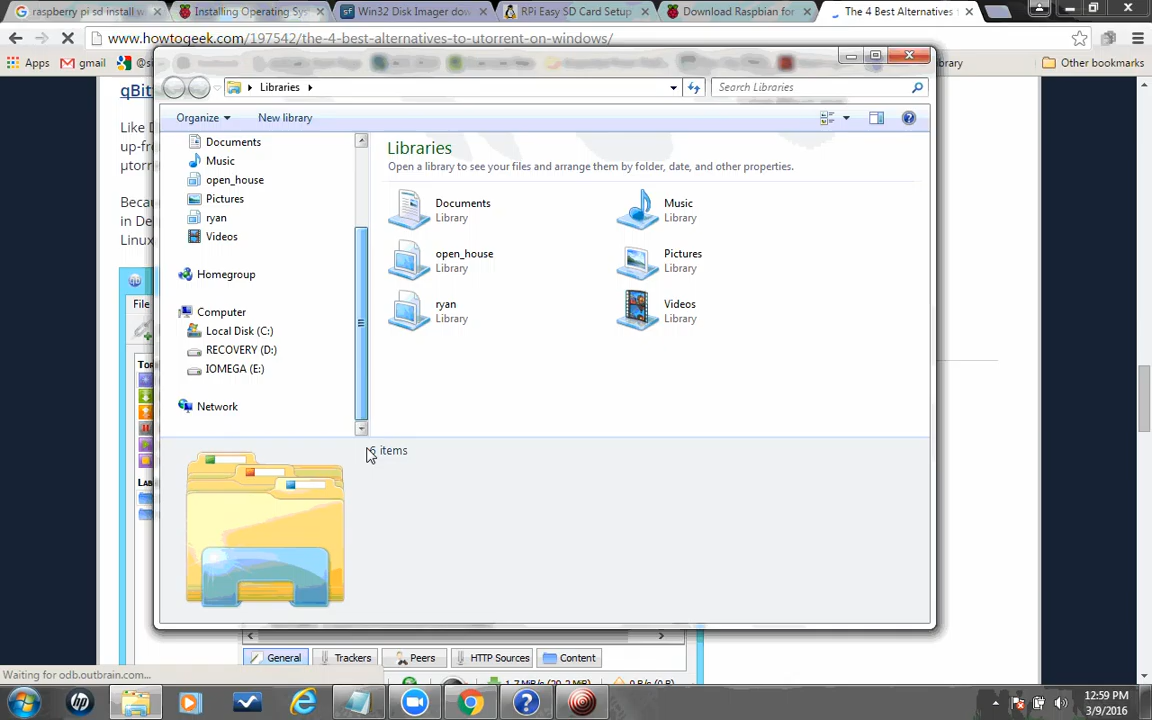 raspberry pi sd install w
Installing Operating Sys
Win32 Disk Imager dow
RPi Easy SD Card Setup
Download Raspbian for
The 4 Best Alternatives
www.howtogeek.com/197542/the-4-best-alternatives-to-utorrent-on-windows/
Apps
gmail
Other bookmarks
Libraries
Search Libraries
Organize
New library
Documents
Music
open_house
Pictures
ryan
Videos
Homegroup
Computer
Local Disk (C:)
RECOVERY (D:)
IOMEGA (E:)
Network
Libraries
Open a library to see your files and arrange them by folder, date, and other properties.
Documents
Library
Music
Library
open_house
Library
Pictures
Library
ryan
Library
Videos
Library
6 items
qBit
Like D
up-fr
µtorr
Becau
in De
Linux
File
General
Trackers
Peers
HTTP Sources
Content
Waiting for odb.outbrain.com...
12:59 PM
3/9/2016